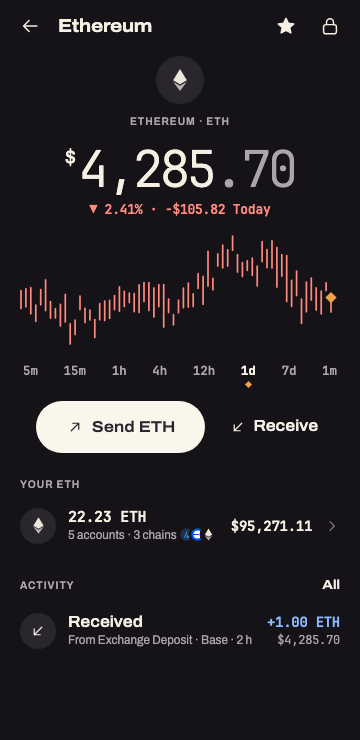 Ethereum
ETHEREUM · ETH
$4,285.70
▼ 2.41% · -$105.82 Today
5m 15m 1h 4h 12h 1d 7d 1m
Send ETH Receive
YOUR ETH
22.23 ETH
5 accounts · 3 chains
$95,271.11
ACTIVITY All
Received +1.00 ETH
From Exchange Deposit · Base · 2 h $4,285.70